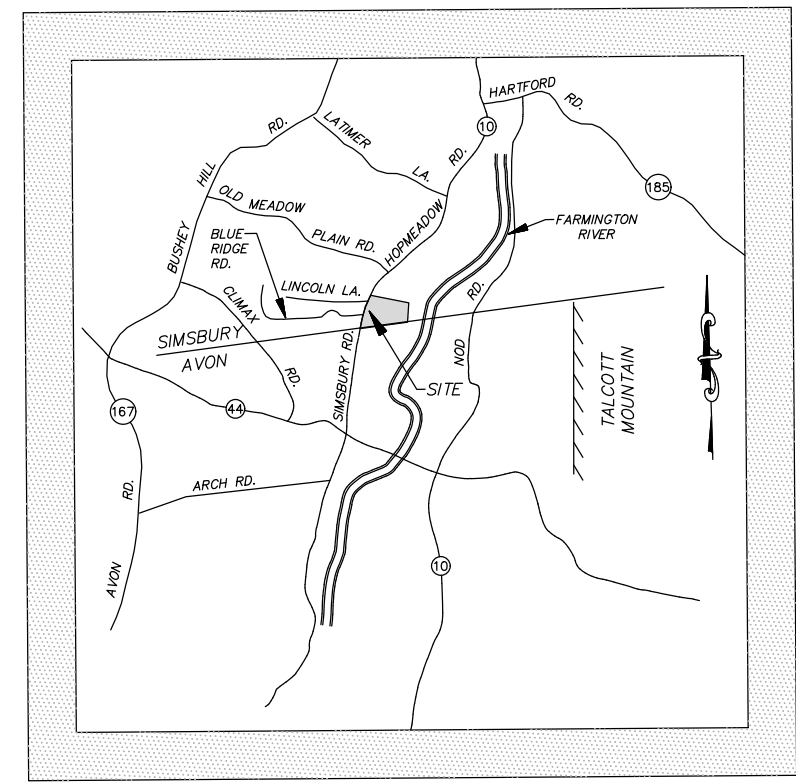 HARTFORD RD.
10
LATIMER LA.
BUSHEY HILL RD.
185
OLD MEADOW PLAIN RD.
HOPMEADOW RD.
FARMINGTON
RIVER
BLUE
RIDGE
RD.
LINCOLN LA.
CLIMAX RD.
NOD RD.
SIMSBURY
AVON
SIMSBURY RD.
SITE
TALCOTT
MOUNTAIN
167
44
ARCH RD.
AVON RD.
10